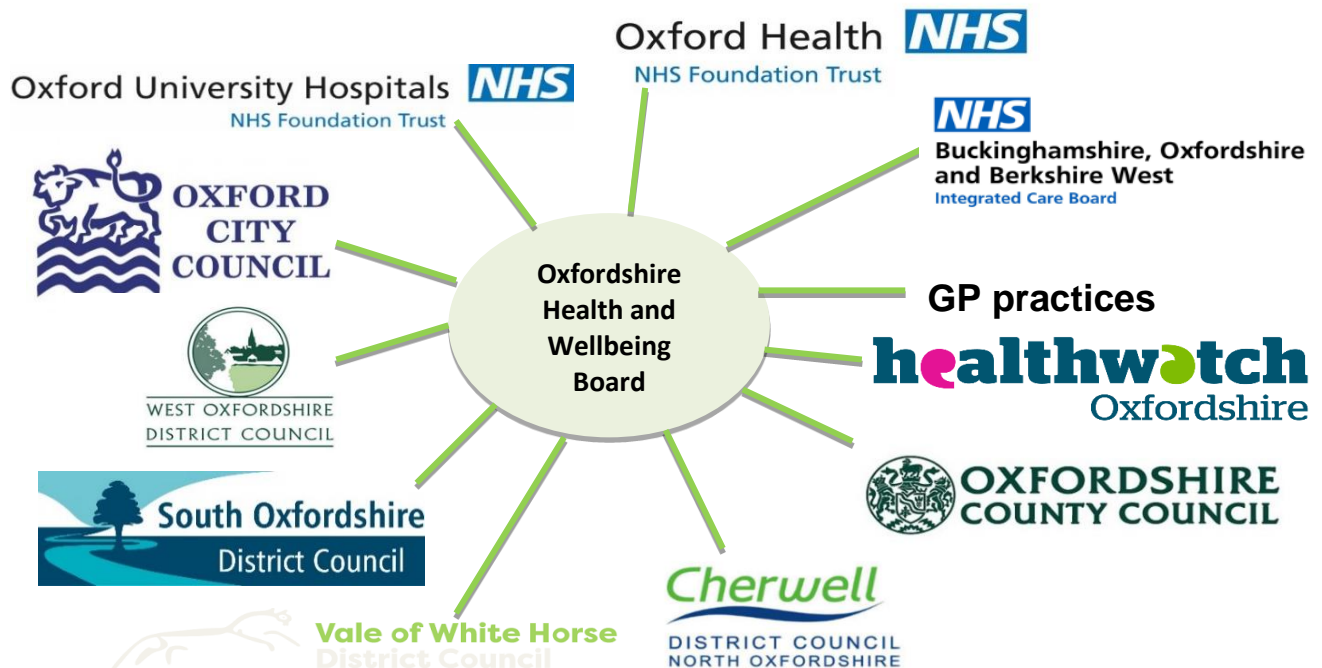 Oxford Health NHS
NHS Foundation Trust
Oxford University Hospitals NHS
NHS Foundation Trust
NHS
Buckinghamshire, Oxfordshire
and Berkshire West
Integrated Care Board
OXFORD
CITY
COUNCIL
Oxfordshire
Health and
Wellbeing
Board
GP practices
healthwatch
Oxfordshire
WEST OXFORDSHIRE
DISTRICT COUNCIL
OXFORDSHIRE
COUNTY COUNCIL
South Oxfordshire
District Council
Cherwell
DISTRICT COUNCIL
NORTH OXFORDSHIRE
Vale of White Horse
District Council